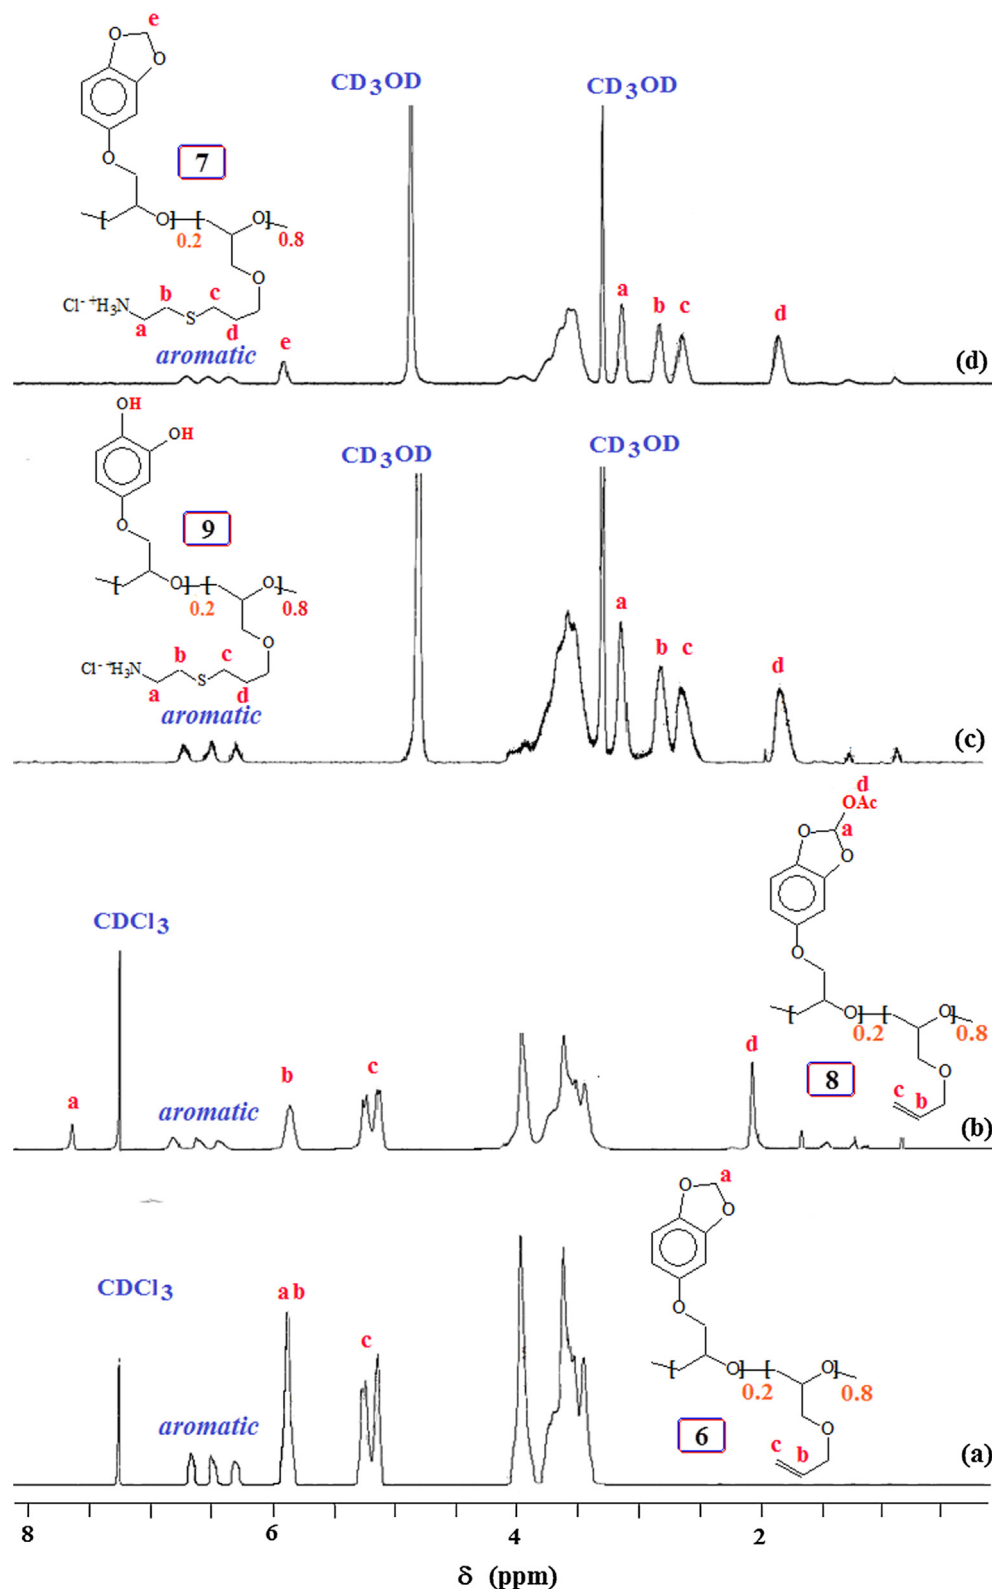 e
O
O
CD3OD
CD3OD
O
7
[ O ] [ O ]
0.2 0.8
O
a
b c
Cl- +H3N S
a
b
c
d
d
aromatic
e
(d)
OH
OH
CD3OD
CD3OD
O
9
[ O ] [ O ]
0.2 0.8
a
O
b c
b c
d
Cl- +H3N S
a d
aromatic
(c)
d
OAc
O a
O
CDCl3
O
[ O ] [ O ]
0.2 0.8
d
8
O
c
b
b
c
a
aromatic
(b)
a
O
O
CDCl3
a b
O
c
[ O ] [ O ]
0.2 0.8
aromatic
6
O
c
b
(a)
8 6 4 2
δ (ppm)